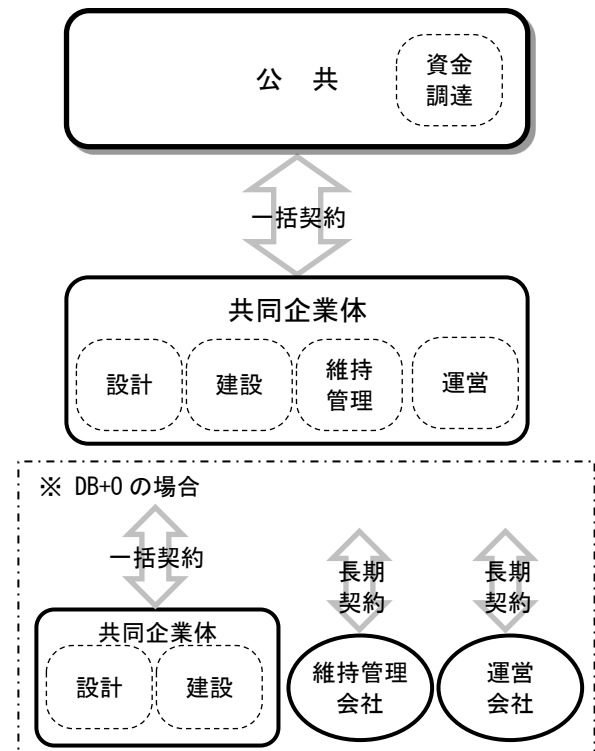 公　共
資金
調達
一括契約
共同企業体
設計
建設
維持
管理
運営
※ DB+O の場合
一括契約
長期
契約
長期
契約
共同企業体
設計
建設
維持管理
会社
運営
会社